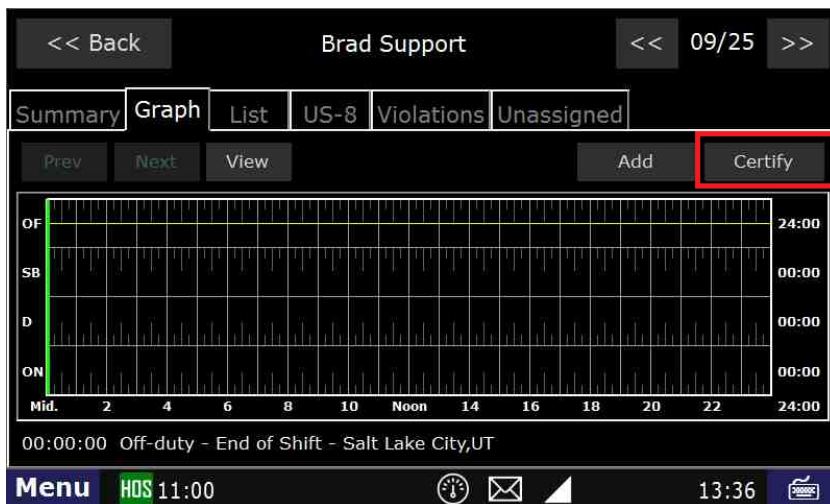 << Back Brad Support << 09/25 >>
Summary Graph List US-8 Violations Unassigned
Prev Next View Add Certify
OF 24:00
SB 00:00
D 00:00
ON 00:00
Mid. 2 4 6 8 10 Noon 14 16 18 20 22 24:00
00:00:00 Off-duty - End of Shift - Salt Lake City,UT
Menu HOS 11:00 13:36